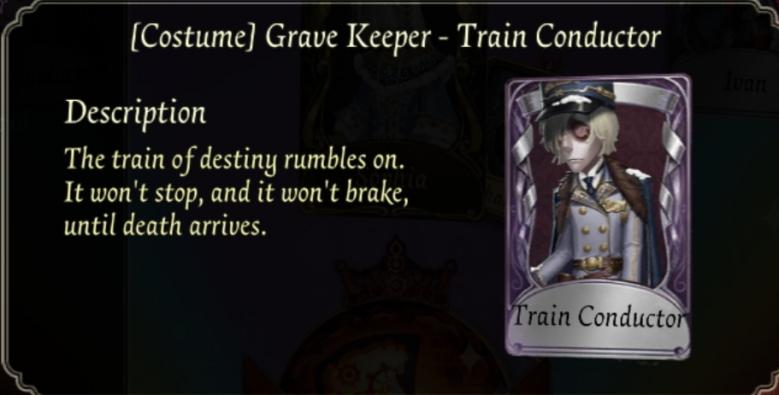 [Costume] Grave Keeper - Train Conductor
Ivan
Description
The train of destiny rumbles on.
It won't stop, and it won't brake,
until death arrives.
Train Conductor